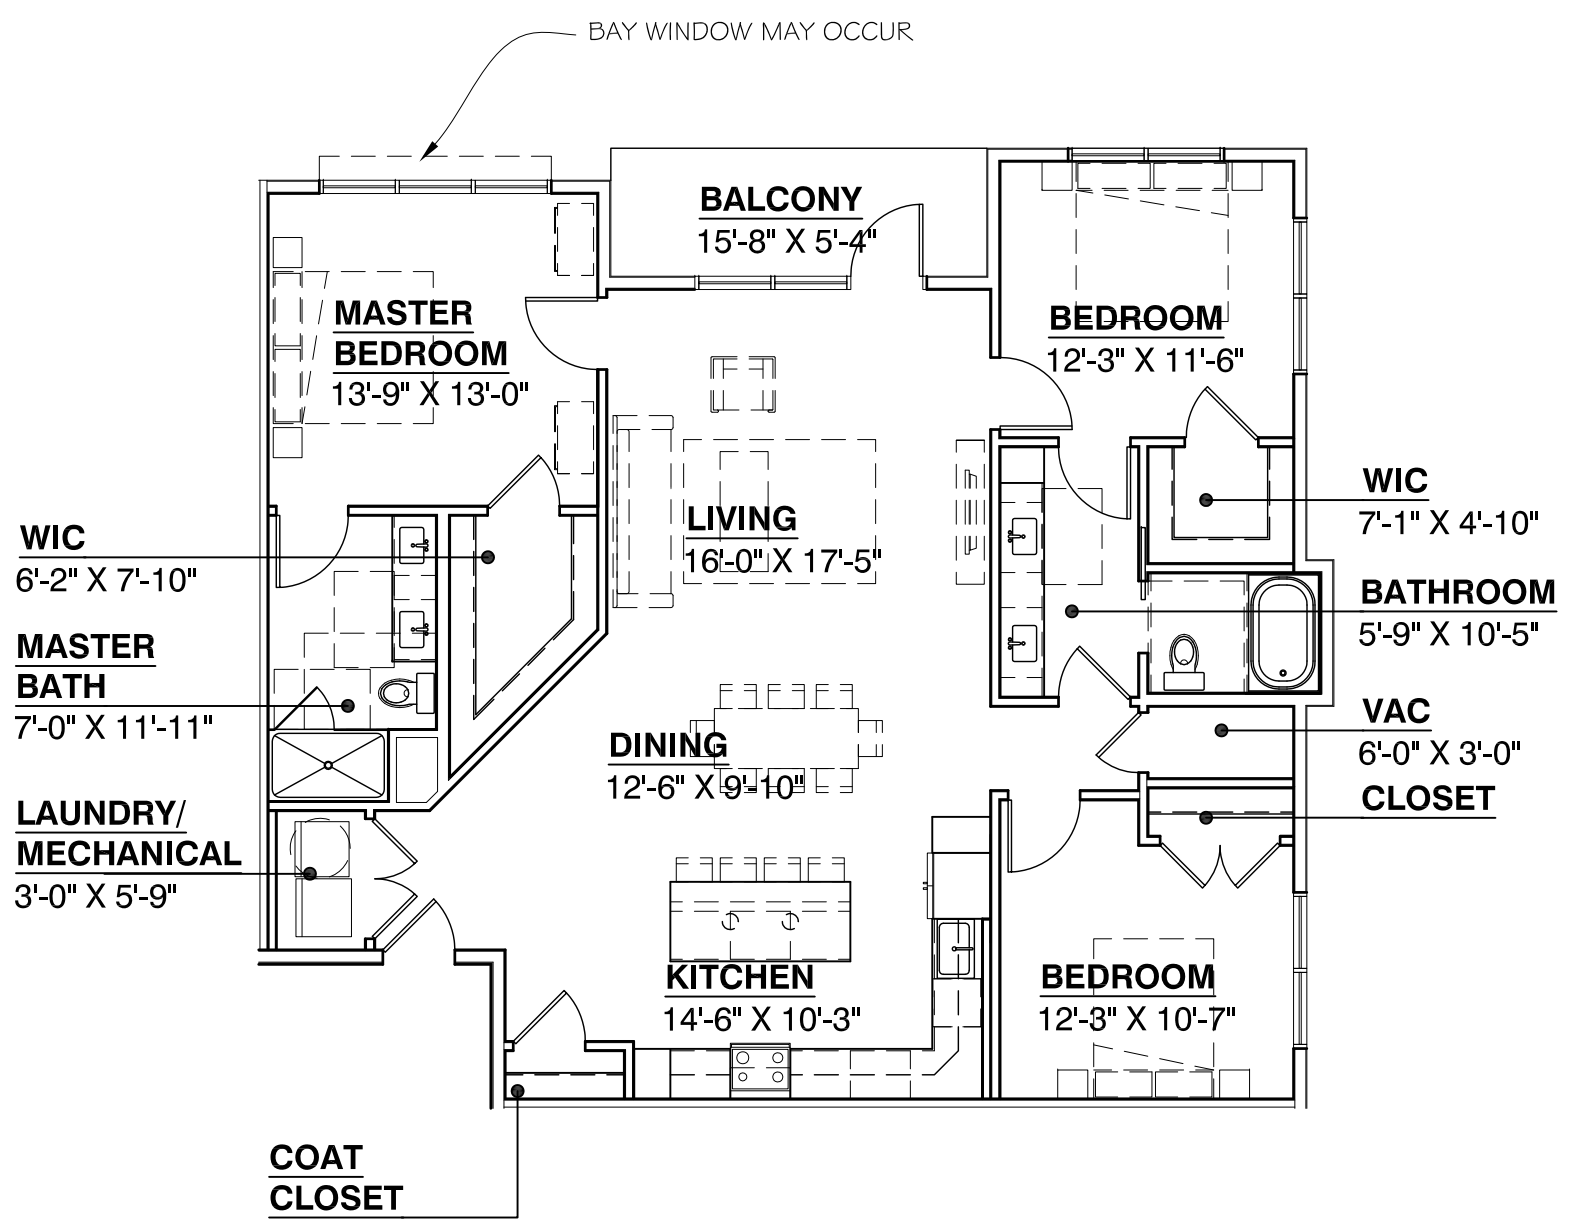 BAY WINDOW MAY OCCUR
BALCONY
15'-8" X 5'-4"
MASTER
BEDROOM
13'-9" X 13'-0"
BEDROOM
12'-3" X 11'-6"
WIC
7'-1" X 4'-10"
LIVING
16'-0" X 17'-5"
WIC
6'-2" X 7'-10"
BATHROOM
5'-9" X 10'-5"
MASTER
BATH
7'-0" X 11'-11"
VAC
6'-0" X 3'-0"
DINING
12'-6" X 9'-10"
CLOSET
LAUNDRY/
MECHANICAL
3'-0" X 5'-9"
KITCHEN
14'-6" X 10'-3"
BEDROOM
12'-3" X 10'-7"
COAT
CLOSET